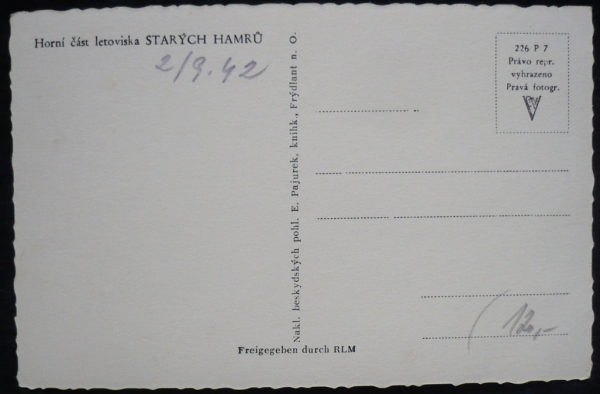 Horní část letoviska STARÝCH HAMRŮ
2/9.42
Nakl. beskydských pohl. E. Pajurek, knihk., Frýdlant n. O.
226 P 7
Právo repr.
vyhrazeno
Pravá fotogr.
12,-
Freigegeben durch RLM